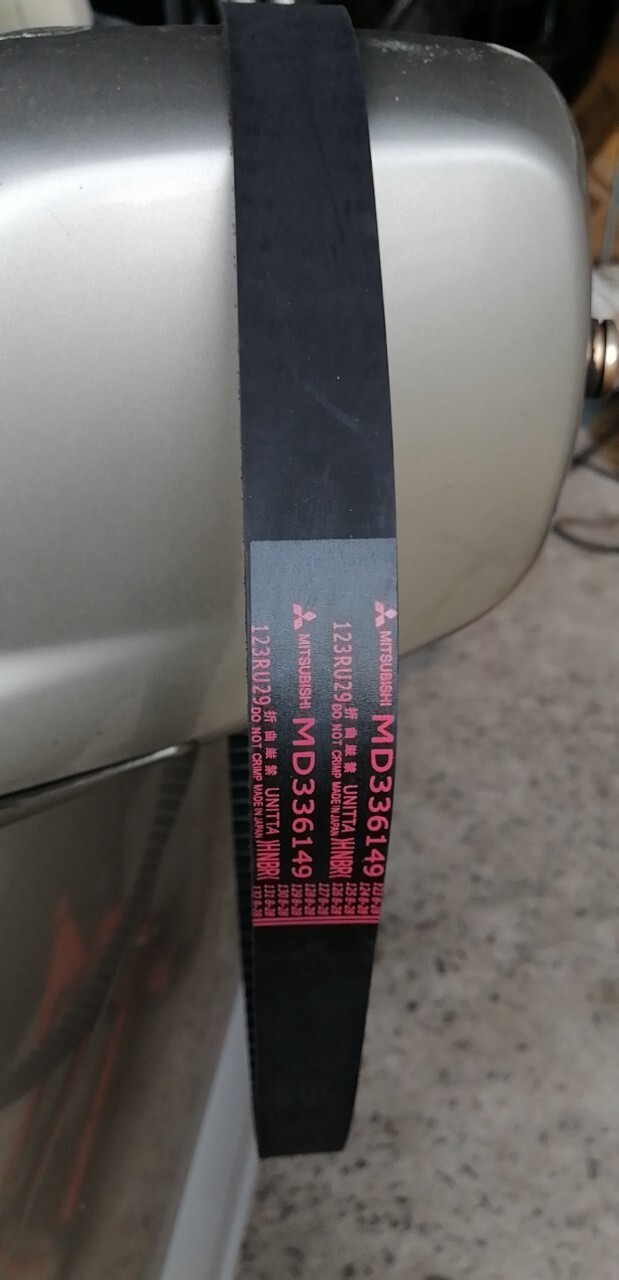 MITSUBISHI MD336149
123RU29 折曲厳禁 UNITTA >HNBR<
DO NOT CRIMP MADE IN JAPAN
MITSUBISHI MD336149
123RU29 折曲厳禁 UNITTA >HNBR<
DO NOT CRIMP MADE IN JAPAN